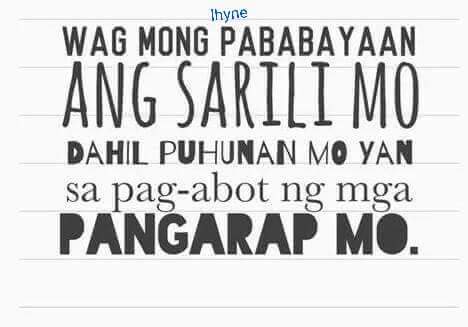 lhyne
WAG MONG PABABAYAAN
ANG SARILI MO
DAHIL PUHUNAN MO YAN
sa pag-abot ng mga
PANGARAP MO.